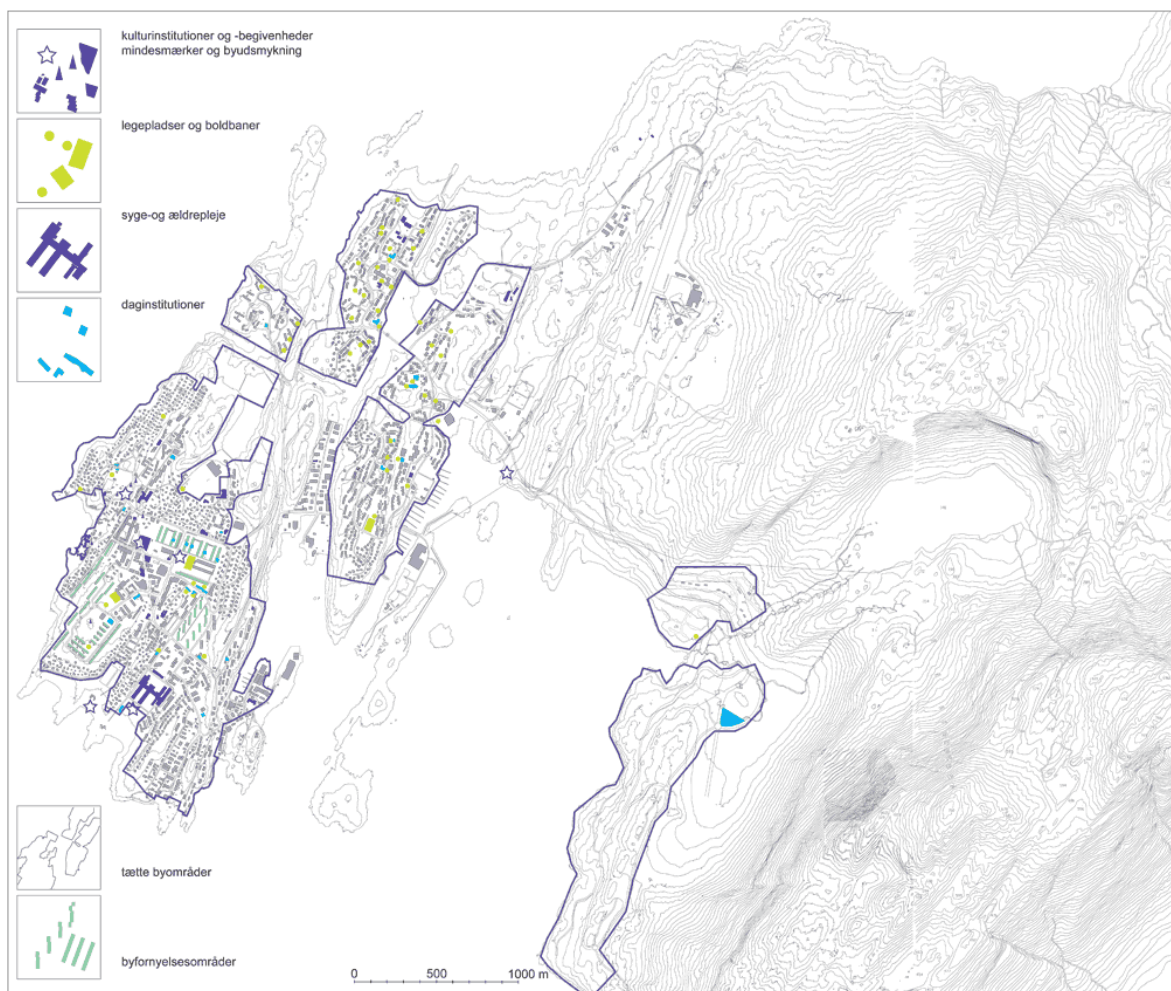 kulturinstitutioner og -begivenheder
mindesmærker og byudsmykning
legepladser og boldbaner
syge-og ældrepleje
daginstitutioner
tætte byområder
byfornyelsesområder
0 500 1000 m